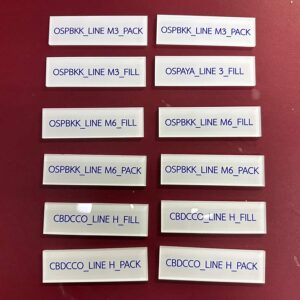 OSPBKK_LINE M3_PACK
OSPBKK_LINE M3_PACK
OSPBKK_LINE M3_FILL
OSPAYA_LINE 3_FILL
OSPBKK_LINE M6_FILL
OSPBKK_LINE M6_FILL
OSPBKK_LINE M6_PACK
OSPBKK_LINE M6_PACK
CBDCCO_LINE H_FILL
CBDCCO_LINE H_FILL
CBDCCO_LINE H_PACK
CBDCCO_LINE H_PACK